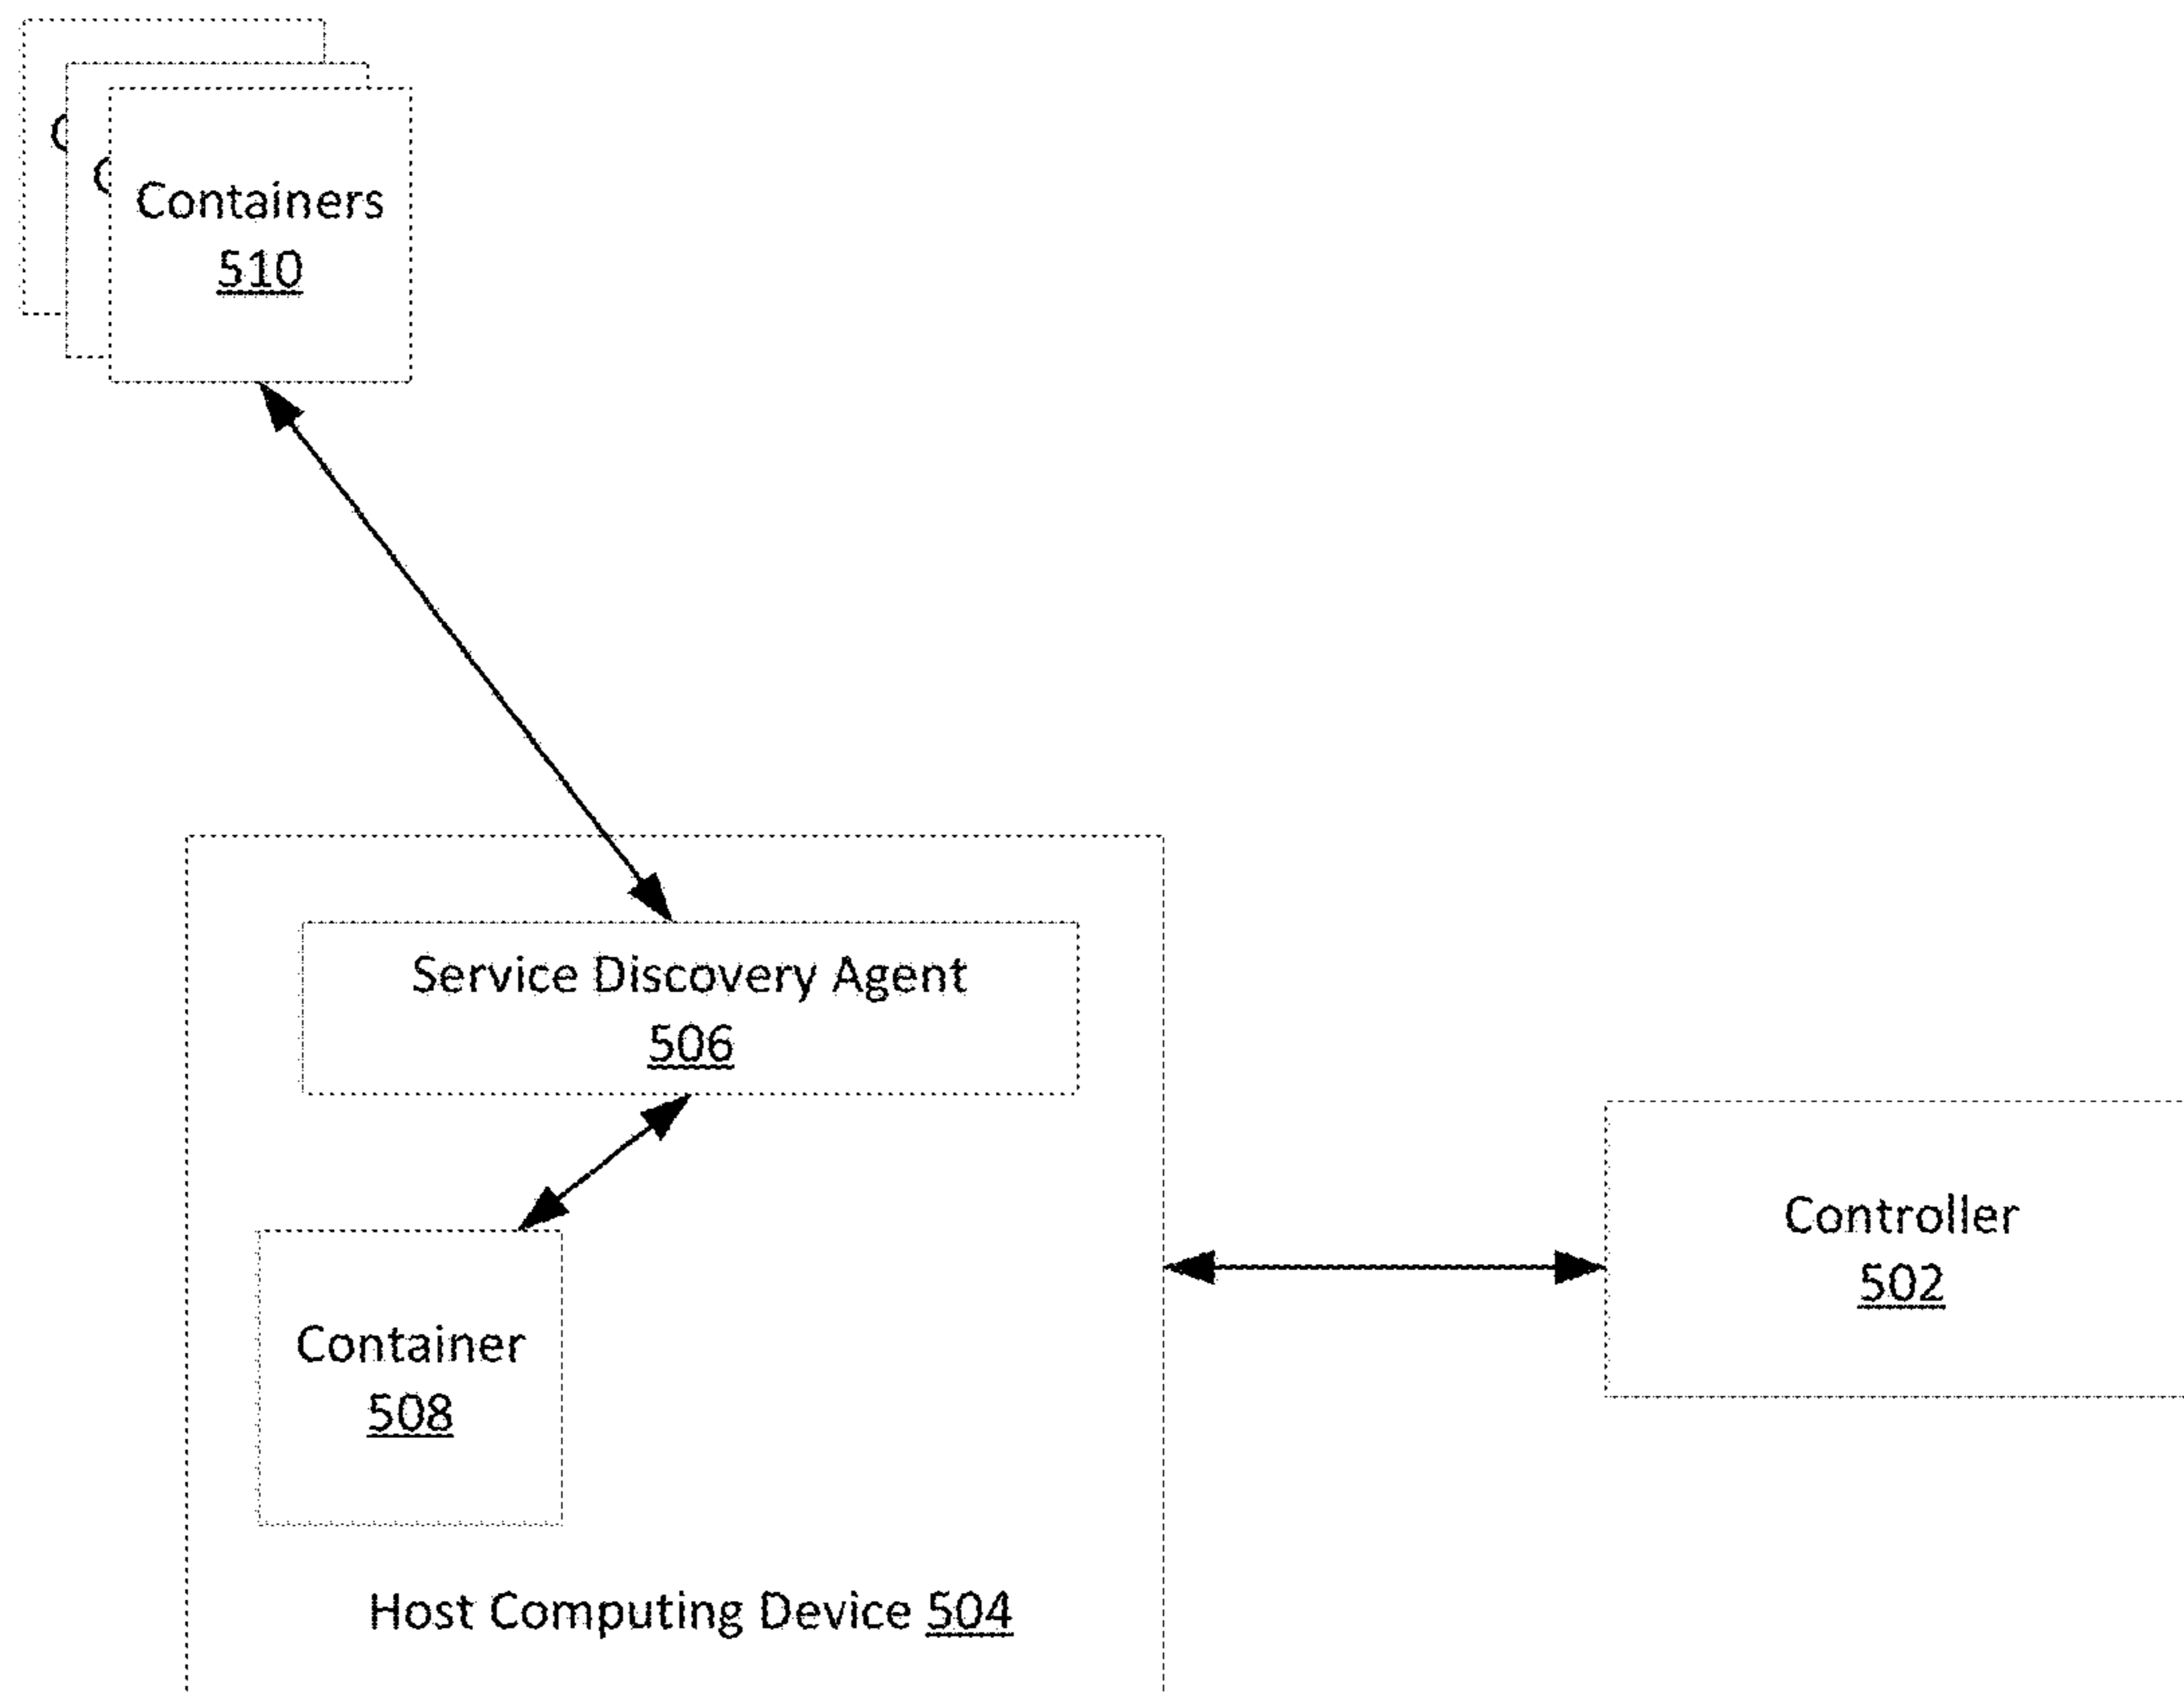 Containers
510
Service Discovery Agent
506
Controller
502
Container
508
Host Computing Device 504